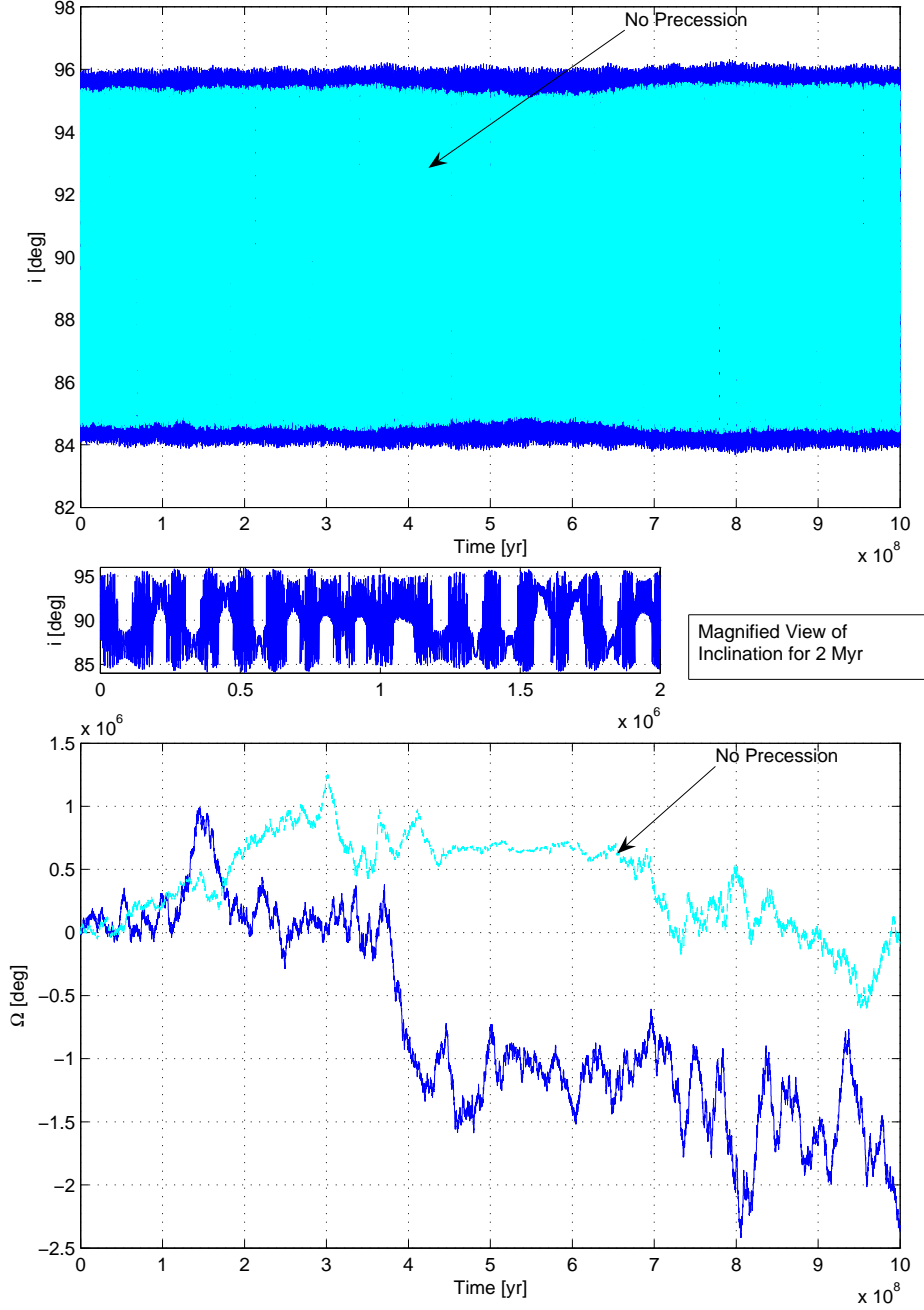 No Precession
98
96
94
92
90
88
86
84
82
i [deg]
0 1 2 3 4 5 6 7 8 9 10
Time [yr]
x 10^8
95
90
85
i [deg]
0 0.5 1 1.5 2
x 10^6
Magnified View of
Inclination for 2 Myr
x 10^6
No Precession
1.5
1
0.5
0
−0.5
−1
−1.5
−2
−2.5
Ω [deg]
0 1 2 3 4 5 6 7 8 9 10
Time [yr]
x 10^8